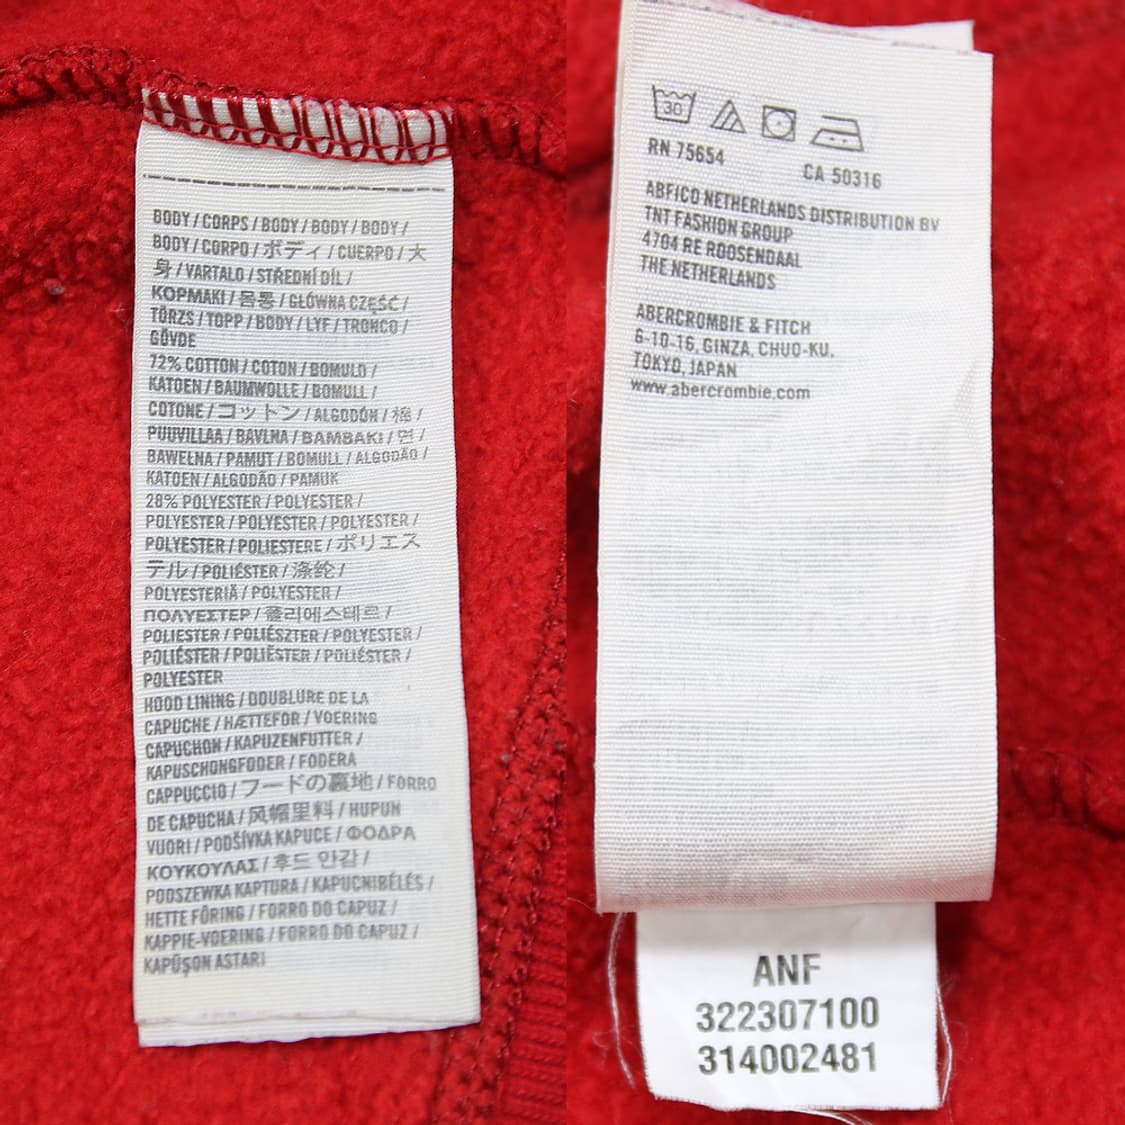 BODY / CORPS / BODY / BODY / BODY /
BODY / CORPO / ボディ / CUERPO / 大
身 / VARTALO / STŘEDNÍ DÍL /
ΚΟΡΜΑΚΙ / 몸통 / GŁÓWNA CZĘŚĆ /
TÖRZS / TOPP / BODY / LYF / TRONCO /
GÖVDE
72% COTTON / COTON / BOMULD /
KATOEN / BAUMWOLLE / BOMULL /
COTONE / コットン / ALGODÓN / 棉 /
PUUVILLAA / BAVLNA / ΒΑΜΒΑΚΙ / 면 /
BAWEŁNA / PAMUT / BOMULL / ALGODÃO /
KATOEN / ALGODÃO / PAMUK
28% POLYESTER / POLYESTER /
POLYESTER / POLYESTER / POLYESTER /
POLYESTER / POLIESTERE / ポリエス
テル / POLIÉSTER / 涤纶 /
POLYESTERIÄ / POLYESTER /
ΠΟΛΥΕΣΤΕΡ / 폴리에스테르 /
POLIESTER / POLIÉSZTER / POLYESTER /
POLIÉSTER / POLIËSTER / POLIÉSTER /
POLYESTER
HOOD LINING / DOUBLURE DE LA
CAPUCHE / HÆTTEFOR / VOERING
CAPUCHON / KAPUZENFUTTER /
KAPUSCHONGFODER / FODERA
CAPPUCCIO / フードの裏地 / FORRO
DE CAPUCHA / 风帽里料 / HUPUN
VUORI / PODŠÍVKA KAPUCE / ΦΟΔΡΑ
ΚΟΥΚΟΥΛΑΣ / 후드 안감 /
PODSZEWKA KAPTURA / KAPUCNIBÉLÉS /
HETTE FÔRING / FORRO DO CAPUZ /
KAPPIE-VOERING / FORRO DO CAPUZ /
KAPÜŞON ASTARI
30
RN 75654
CA 50316
ABFICO NETHERLANDS DISTRIBUTION BV
TNT FASHION GROUP
4704 RE ROOSENDAAL
THE NETHERLANDS
ABERCROMBIE & FITCH
6-10-16, GINZA, CHUO-KU,
TOKYO, JAPAN
www.abercrombie.com
ANF
322307100
314002481